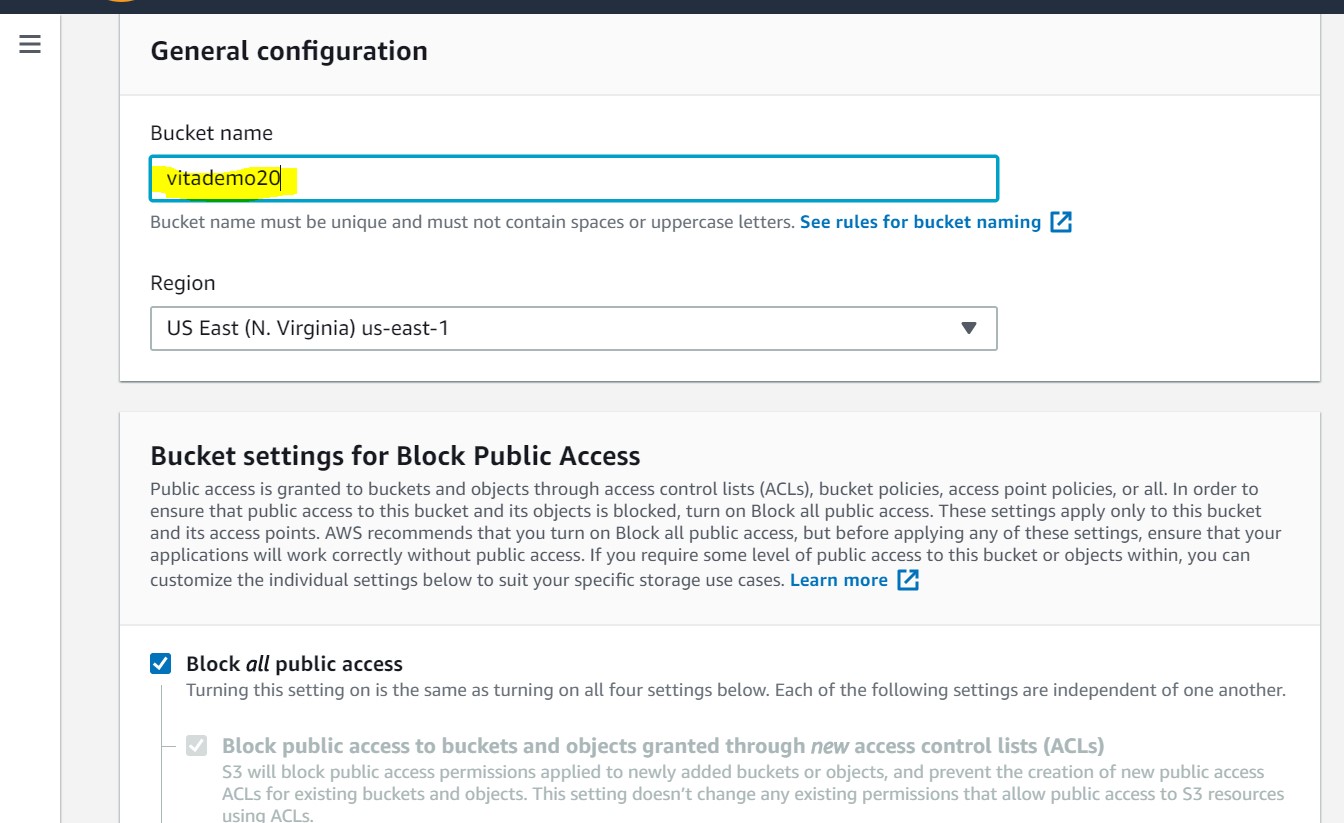 General configuration
Bucket name
vitademo20
Bucket name must be unique and must not contain spaces or uppercase letters. See rules for bucket naming
Region
US East (N. Virginia) us-east-1
Bucket settings for Block Public Access
Public access is granted to buckets and objects through access control lists (ACLs), bucket policies, access point policies, or all. In order to
ensure that public access to this bucket and its objects is blocked, turn on Block all public access. These settings apply only to this bucket
and its access points. AWS recommends that you turn on Block all public access, but before applying any of these settings, ensure that your
applications will work correctly without public access. If you require some level of public access to this bucket or objects within, you can
customize the individual settings below to suit your specific storage use cases. Learn more
Block all public access
Turning this setting on is the same as turning on all four settings below. Each of the following settings are independent of one another.
Block public access to buckets and objects granted through new access control lists (ACLs)
S3 will block public access permissions applied to newly added buckets or objects, and prevent the creation of new public access
ACLs for existing buckets and objects. This setting doesn’t change any existing permissions that allow public access to S3 resources
using ACLs.